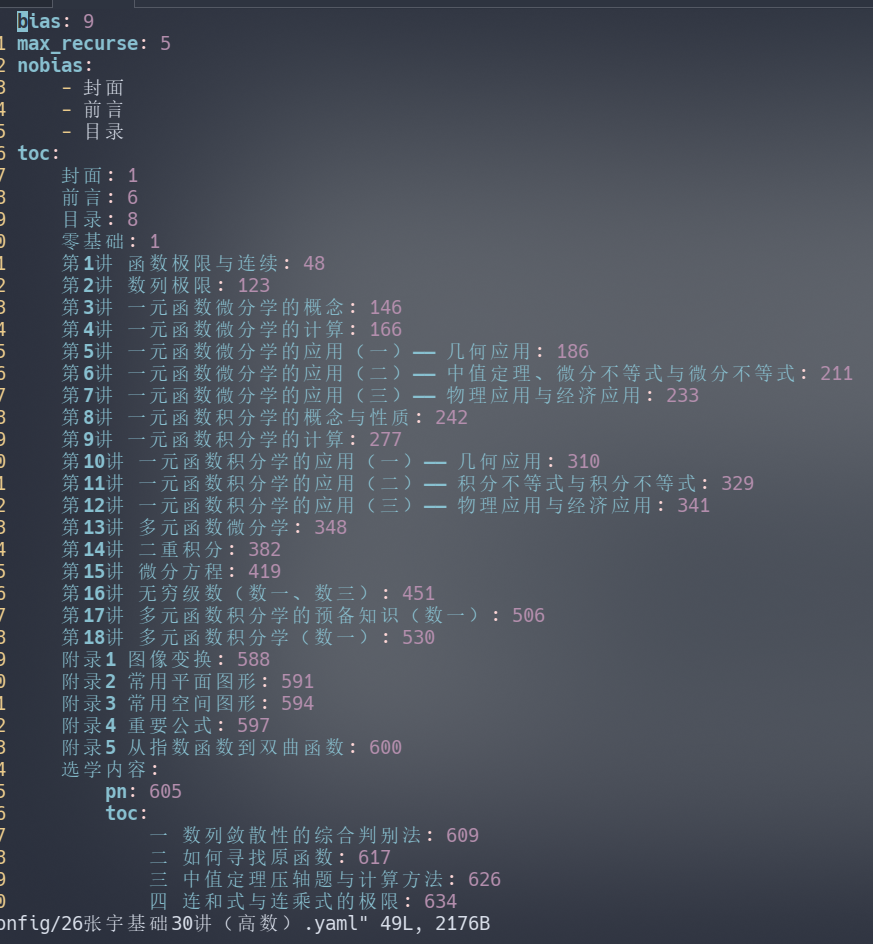 bias: 9
1 max_recurse: 5
2 nobias:
3 - 封面
4 - 前言
5 - 目录
6 toc:
7 封面: 1
8 前言: 6
9 目录: 8
0 零基础: 1
1 第1讲 函数极限与连续: 48
2 第2讲 数列极限: 123
3 第3讲 一元函数微分学的概念: 146
4 第4讲 一元函数微分学的计算: 166
5 第5讲 一元函数微分学的应用（一）—— 几何应用: 186
6 第6讲 一元函数微分学的应用（二）—— 中值定理、微分不等式与微分不等式: 211
7 第7讲 一元函数微分学的应用（三）—— 物理应用与经济应用: 233
8 第8讲 一元函数积分学的概念与性质: 242
9 第9讲 一元函数积分学的计算: 277
0 第10讲 一元函数积分学的应用（一）—— 几何应用: 310
1 第11讲 一元函数积分学的应用（二）—— 积分不等式与积分不等式: 329
2 第12讲 一元函数积分学的应用（三）—— 物理应用与经济应用: 341
3 第13讲 多元函数微分学: 348
4 第14讲 二重积分: 382
5 第15讲 微分方程: 419
6 第16讲 无穷级数（数一、数三）: 451
7 第17讲 多元函数积分学的预备知识（数一）: 506
8 第18讲 多元函数积分学（数一）: 530
9 附录1 图像变换: 588
0 附录2 常用平面图形: 591
1 附录3 常用空间图形: 594
2 附录4 重要公式: 597
3 附录5 从指数函数到双曲函数: 600
4 选学内容:
5 pn: 605
6 toc:
7 一 数列敛散性的综合判别法: 609
8 二 如何寻找原函数: 617
9 三 中值定理压轴题与计算方法: 626
0 四 连和式与连乘式的极限: 634
onfig/26张宇基础30讲（高数）.yaml" 49L, 2176B